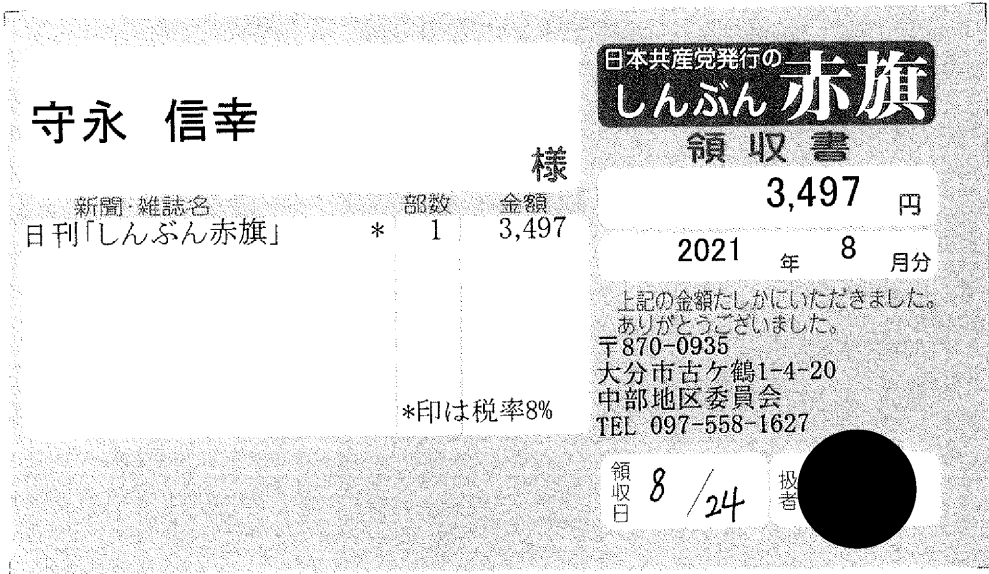 守永 信幸
様
新聞・雑誌名 部数 金額
日刊「しんぶん赤旗」 * 1 3,497
*印は税率8%
日本共産党発行の
しんぶん赤旗
領収書
3,497 円
2021 年 8 月分
上記の金額たしかにいただきました。
ありがとうございました。
〒870-0935
大分市古ケ鶴1-4-20
中部地区委員会
TEL 097-558-1627
領収日 8/24
扱者